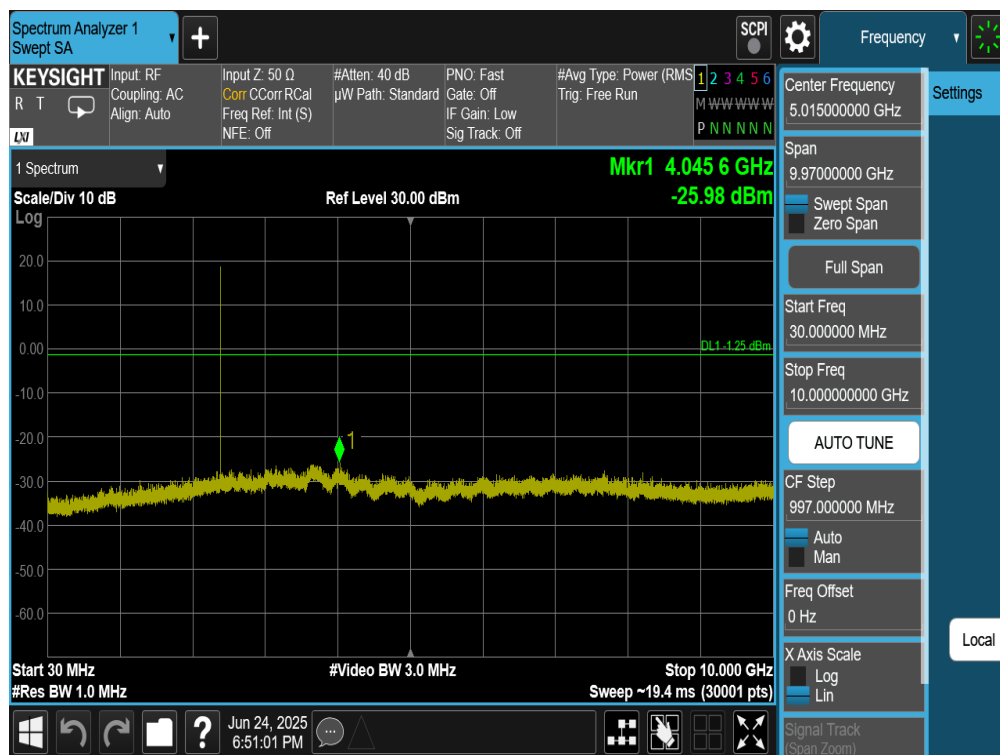 Spectrum Analyzer 1
Swept SA
+
SCPI
Frequency
KEYSIGHT
R T
LXI
Input: RF
Coupling: AC
Align: Auto
Input Z: 50 Ω
Corr CCorr RCal
Freq Ref: Int (S)
NFE: Off
#Atten: 40 dB
µW Path: Standard
PNO: Fast
Gate: Off
IF Gain: Low
Sig Track: Off
#Avg Type: Power (RMS
Trig: Free Run
1 2 3 4 5 6
M W W W W W
P N N N N N
1 Spectrum
Mkr1 4.045 6 GHz
-25.98 dBm
Scale/Div 10 dB
Ref Level 30.00 dBm
Log
20.0
10.0
0.00
-10.0
-20.0
-30.0
-40.0
-50.0
-60.0
DL1 -1.25 dBm
1
Start 30 MHz
#Video BW 3.0 MHz
Stop 10.000 GHz
#Res BW 1.0 MHz
Sweep ~19.4 ms (30001 pts)
Center Frequency
5.015000000 GHz
Span
9.97000000 GHz
Swept Span
Zero Span
Full Span
Start Freq
30.000000 MHz
Stop Freq
10.000000000 GHz
AUTO TUNE
CF Step
997.000000 MHz
Auto
Man
Freq Offset
0 Hz
X Axis Scale
Log
Lin
Signal Track
(Span Zoom)
Settings
Local
?
Jun 24, 2025
6:51:01 PM